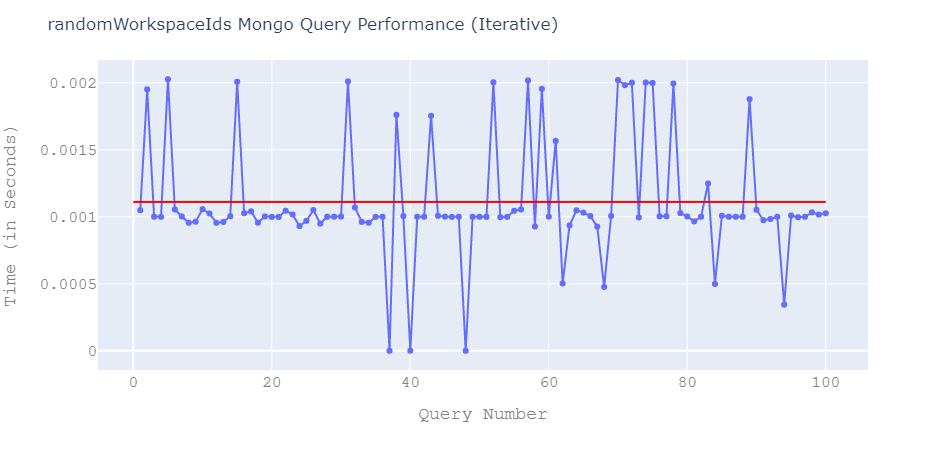 randomWorkspaceIds Mongo Query Performance (Iterative)
Time (in Seconds)
0.002
0.0015
0.001
0.0005
0
0 20 40 60 80 100
Query Number